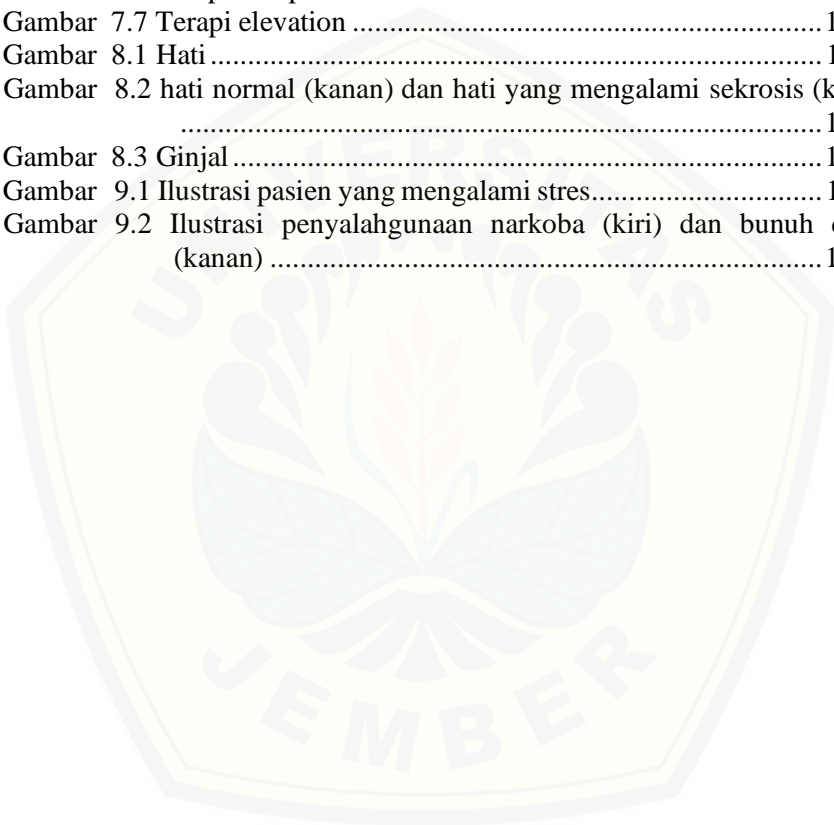 Gambar 7.7 Terapi elevation ............................................................... 1
Gambar 8.1 Hati .................................................................................. 1
Gambar 8.2 hati normal (kanan) dan hati yang mengalami sekrosis (k
...................................................................................... 1
Gambar 8.3 Ginjal ............................................................................... 1
Gambar 9.1 Ilustrasi pasien yang mengalami stres............................... 1
Gambar 9.2 Ilustrasi penyalahgunaan narkoba (kiri) dan bunuh
(kanan) .......................................................................... 1
UNIVERSITAS
JEMBER